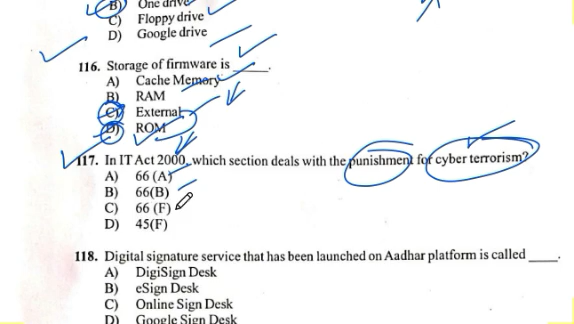 B) One drive
C) Floppy drive
D) Google drive
116. Storage of firmware is ____.
A) Cache Memory
B) RAM
C) External
D) ROM
117. In IT Act 2000, which section deals with the punishment for cyber terrorism?
A) 66 (A)
B) 66(B)
C) 66 (F)
D) 45(F)
118. Digital signature service that has been launched on Aadhar platform is called ____.
A) DigiSign Desk
B) eSign Desk
C) Online Sign Desk
D) Google Sign Desk